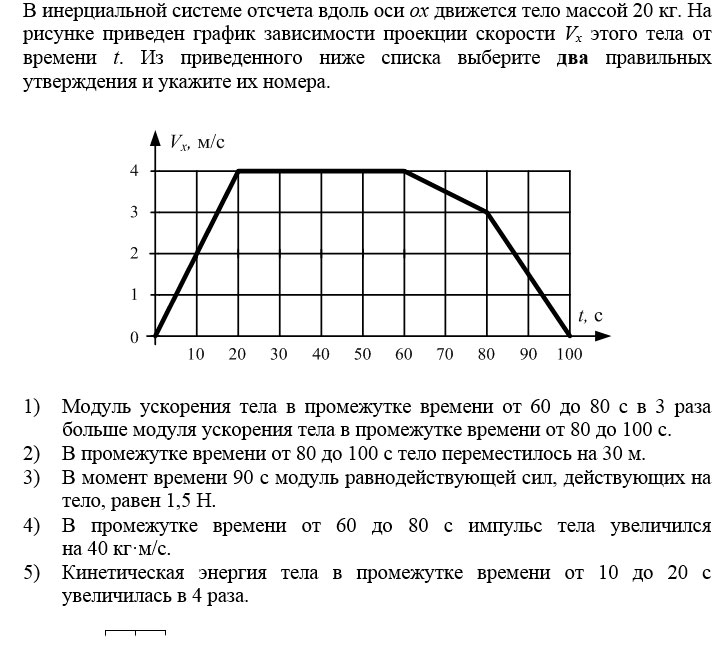 В инерциальной системе отсчета вдоль оси ox движется тело массой 20 кг. На
рисунке приведен график зависимости проекции скорости Vx этого тела от
времени t. Из приведенного ниже списка выберите два правильных
утверждения и укажите их номера.
Vx, м/с
4
3
2
1
0
t, с
10 20 30 40 50 60 70 80 90 100
1) Модуль ускорения тела в промежутке времени от 60 до 80 с в 3 раза
больше модуля ускорения тела в промежутке времени от 80 до 100 с.
2) В промежутке времени от 80 до 100 с тело переместилось на 30 м.
3) В момент времени 90 с модуль равнодействующей сил, действующих на
тело, равен 1,5 Н.
4) В промежутке времени от 60 до 80 с импульс тела увеличился
на 40 кг·м/с.
5) Кинетическая энергия тела в промежутке времени от 10 до 20 с
увеличилась в 4 раза.